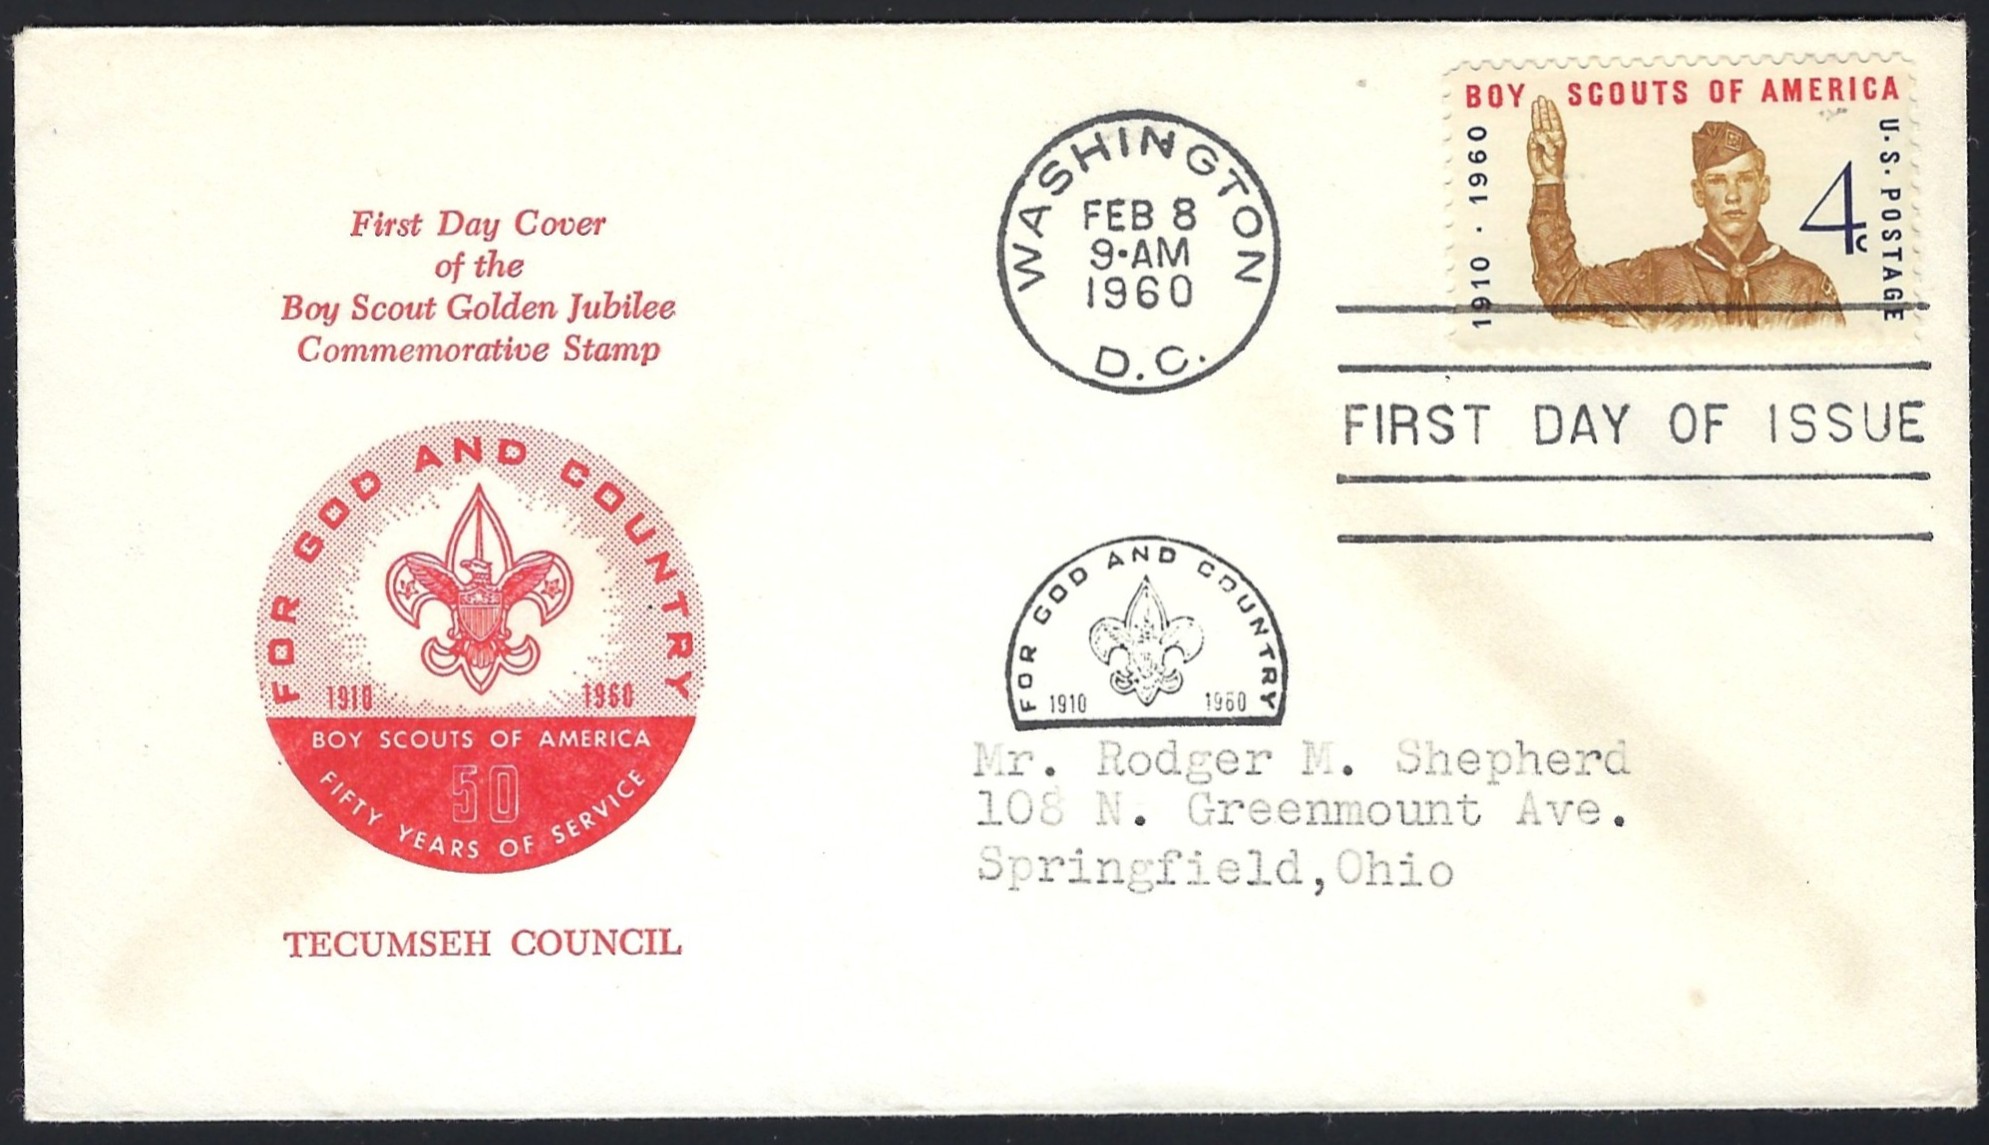 First Day Cover
of the
Boy Scout Golden Jubilee
Commemorative Stamp
FOR GOD AND COUNTRY
1910 1960
BOY SCOUTS OF AMERICA
50
FIFTY YEARS OF SERVICE
TECUMSEH COUNCIL
WASHINGTON
FEB 8
9-AM
1960
D.C.
BOY SCOUTS OF AMERICA
1910 · 1960
4c
U.S. POSTAGE
FIRST DAY OF ISSUE
FOR GOD AND COUNTRY
1910 1960
Mr. Rodger M. Shepherd
108 N. Greenmount Ave.
Springfield,Ohio